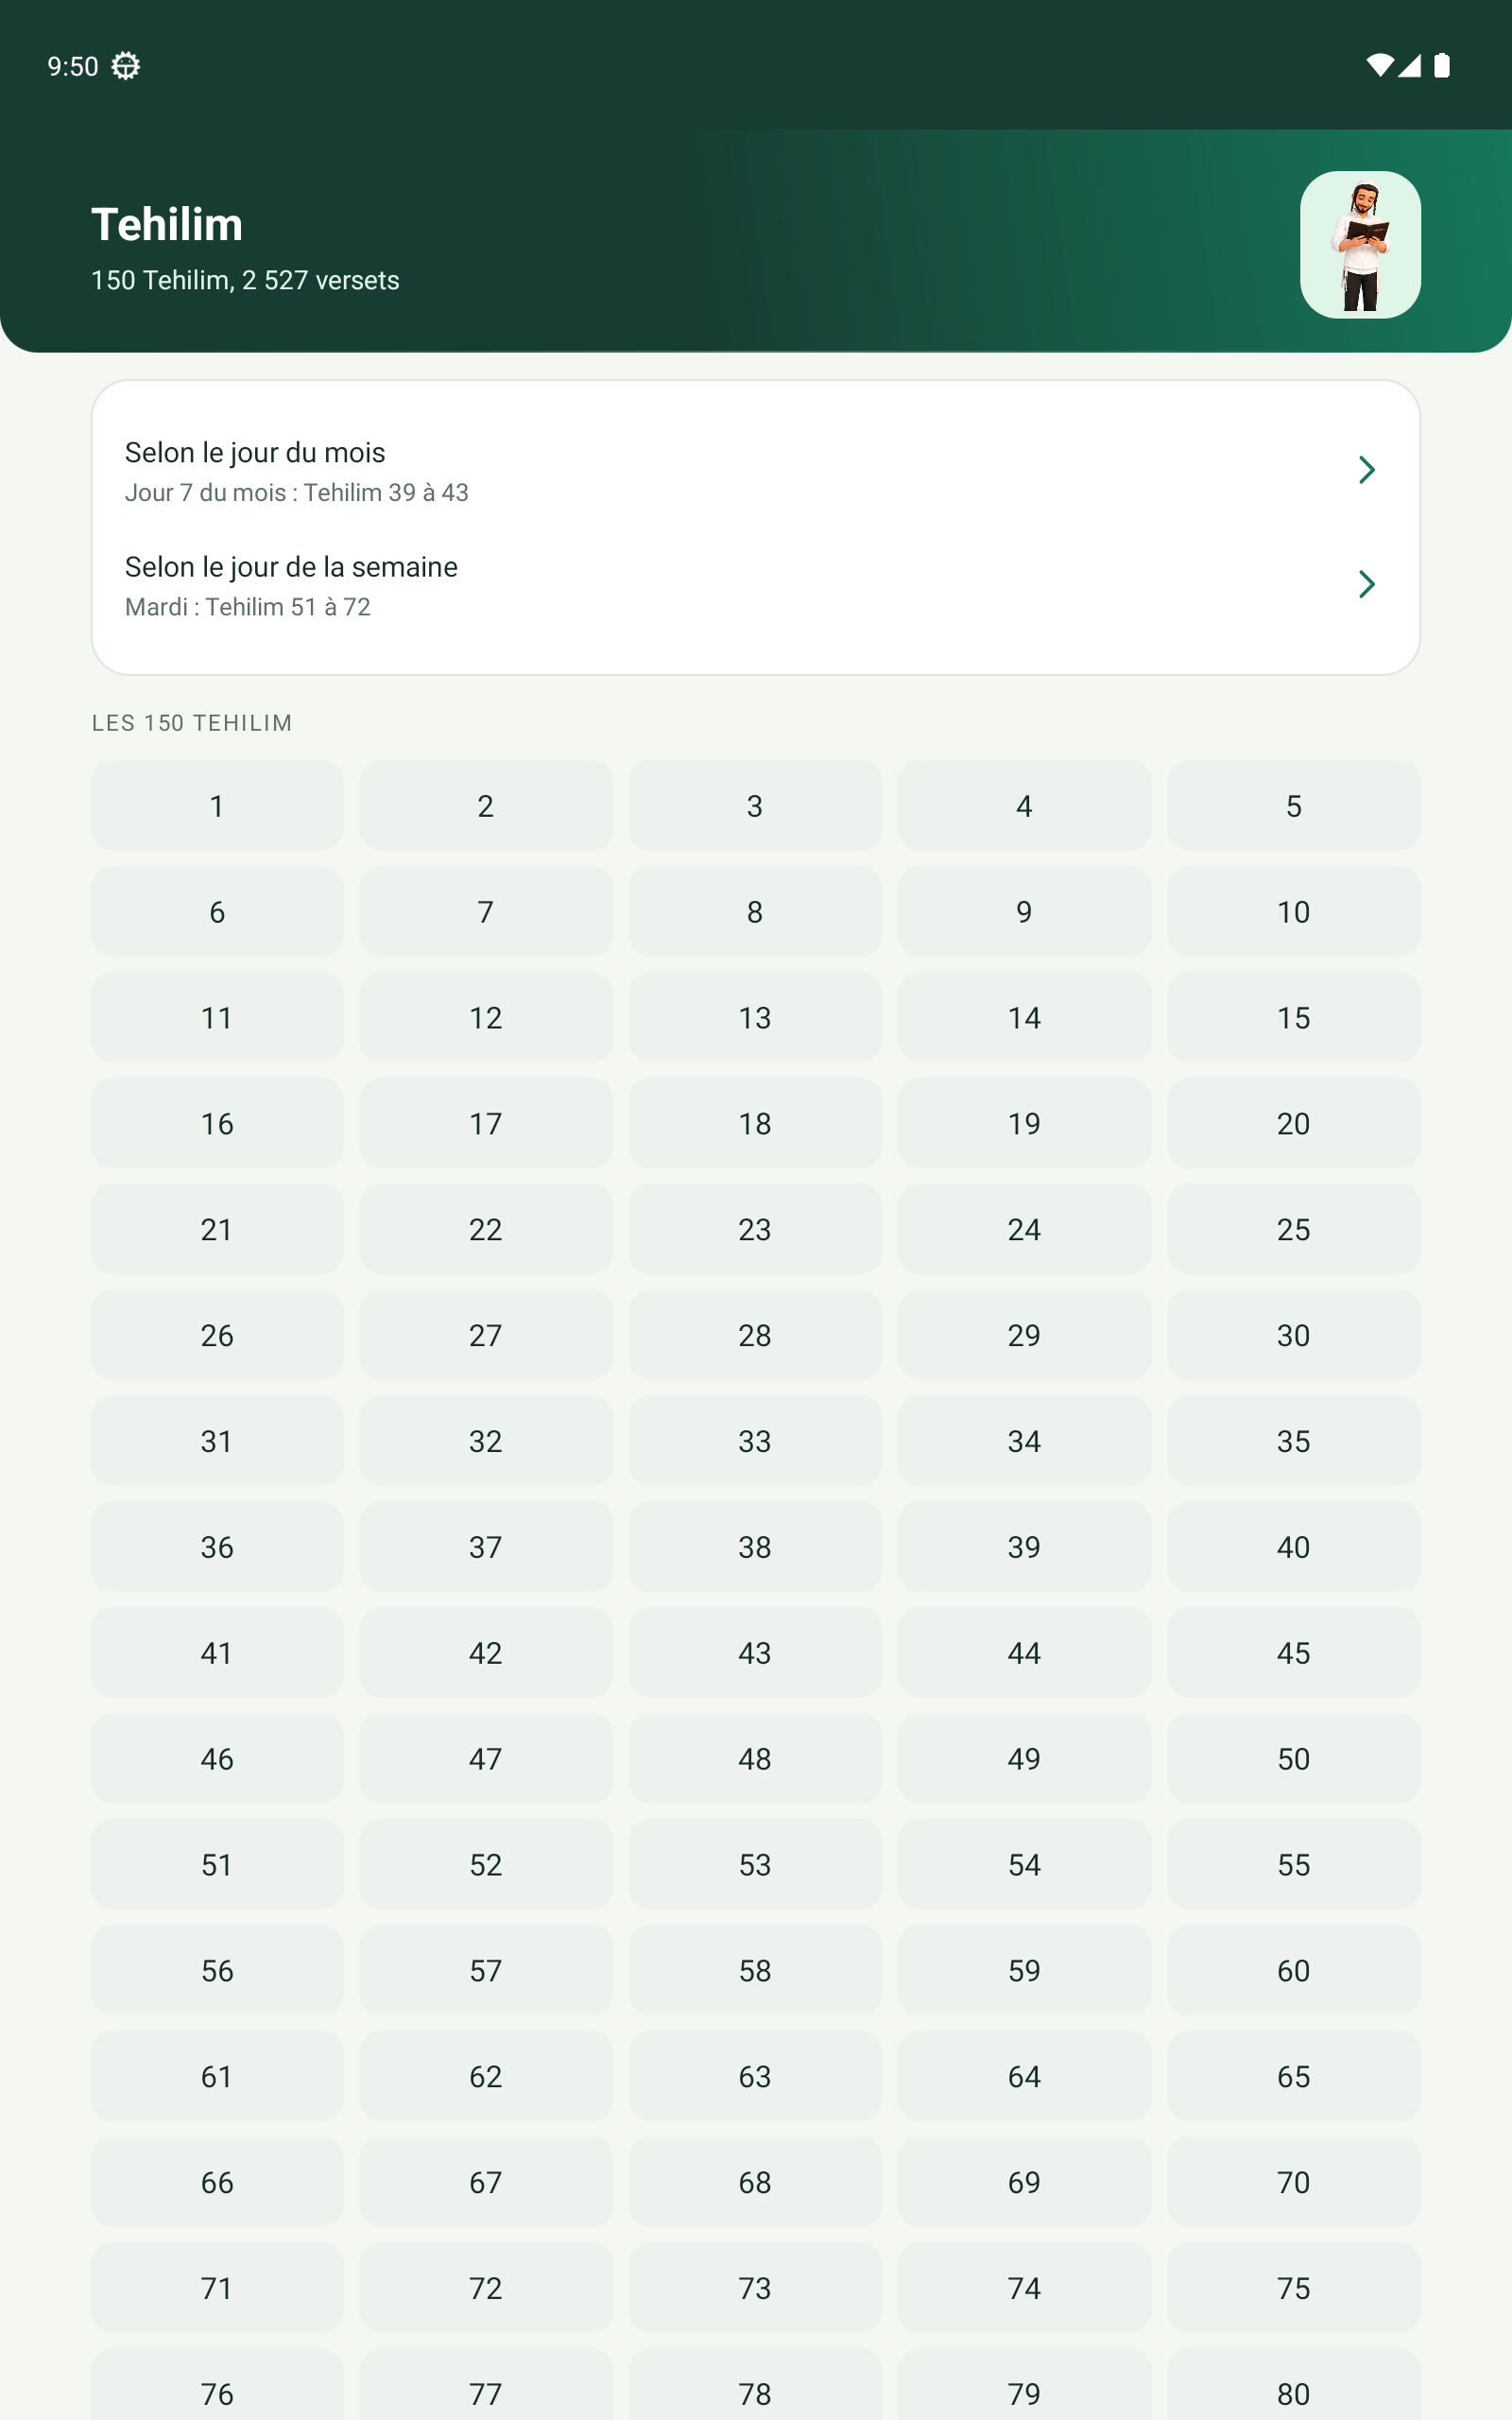 9:50
Tehilim
150 Tehilim, 2 527 versets
Selon le jour du mois
Jour 7 du mois : Tehilim 39 à 43
Selon le jour de la semaine
Mardi : Tehilim 51 à 72
LES 150 TEHILIM
1 2 3 4 5
6 7 8 9 10
11 12 13 14 15
16 17 18 19 20
21 22 23 24 25
26 27 28 29 30
31 32 33 34 35
36 37 38 39 40
41 42 43 44 45
46 47 48 49 50
51 52 53 54 55
56 57 58 59 60
61 62 63 64 65
66 67 68 69 70
71 72 73 74 75
76 77 78 79 80